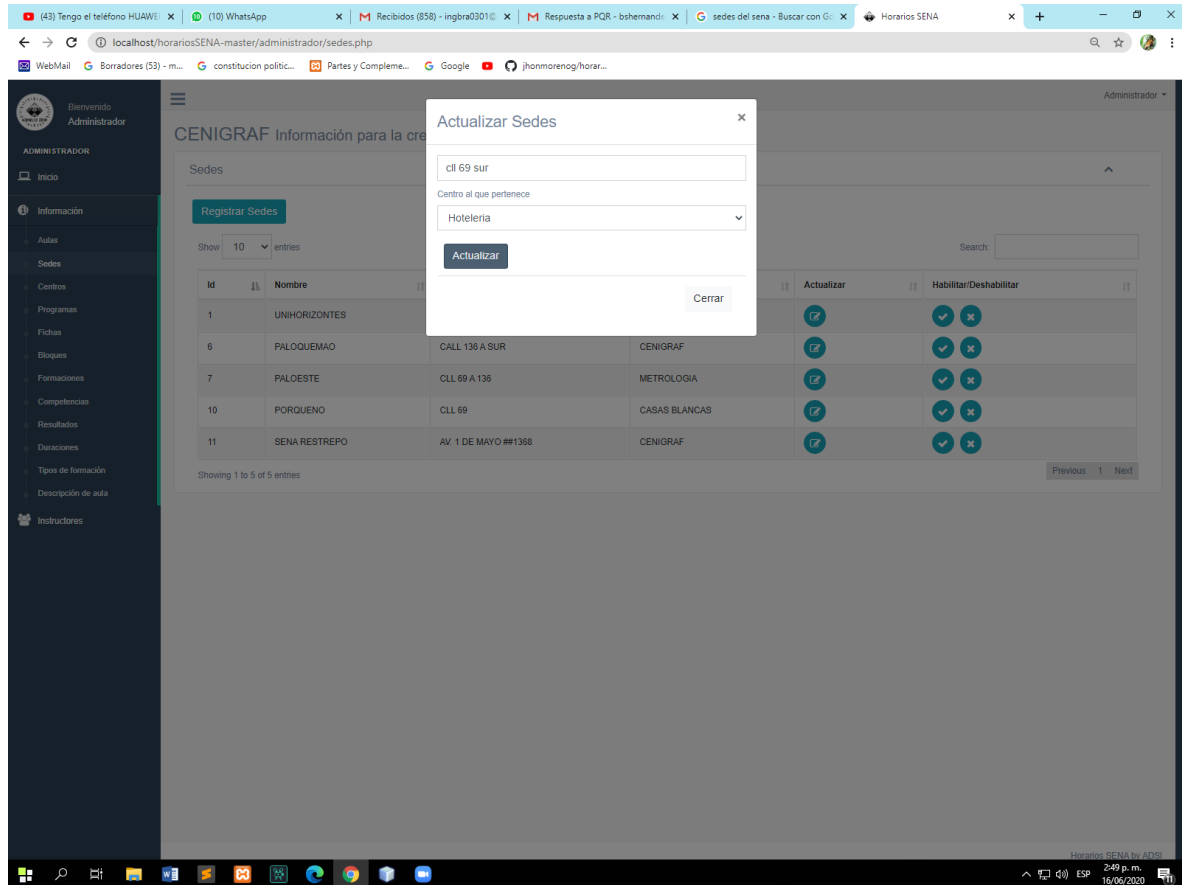 (43) Tengo el teléfono HUAWE
(10) WhatsApp
Recibidos (858) - ingbra0301@
Respuesta a PQR - bshernande
sedes del sena - Buscar con Go
Horarios SENA
localhost/horariosSENA-master/administrador/sedes.php
WebMail
Borradores (53) - m...
constitucion politic...
Partes y Compleme...
Google
jhonmorenog/horar...
Bienvenido
Administrador
ADMINISTRADOR
Inicio
Información
Aulas
Sedes
Centros
Programas
Fichas
Bloques
Formaciones
Competencias
Resultados
Duraciones
Tipos de formación
Descripción de aula
Instructores
Administrador
CENIGRAF Información para la cre
Sedes
Registrar Sedes
Show 10 entries
Search:
Id Nombre Actualizar Habilitar/Deshabilitar
1 UNIHORIZONTES
6 PALOQUEMAO CALL 136 A SUR CENIGRAF
7 PALOESTE CLL 69 A 136 METROLOGIA
10 PORQUENO CLL 69 CASAS BLANCAS
11 SENA RESTREPO AV. 1 DE MAYO ##1368 CENIGRAF
Showing 1 to 5 of 5 entries
Previous 1 Next
Actualizar Sedes
×
cll 69 sur
Centro al que pertenece
Hoteleria
Actualizar
Cerrar
Horarios SENA by ADSI
ESP
2:49 p. m.
16/06/2020